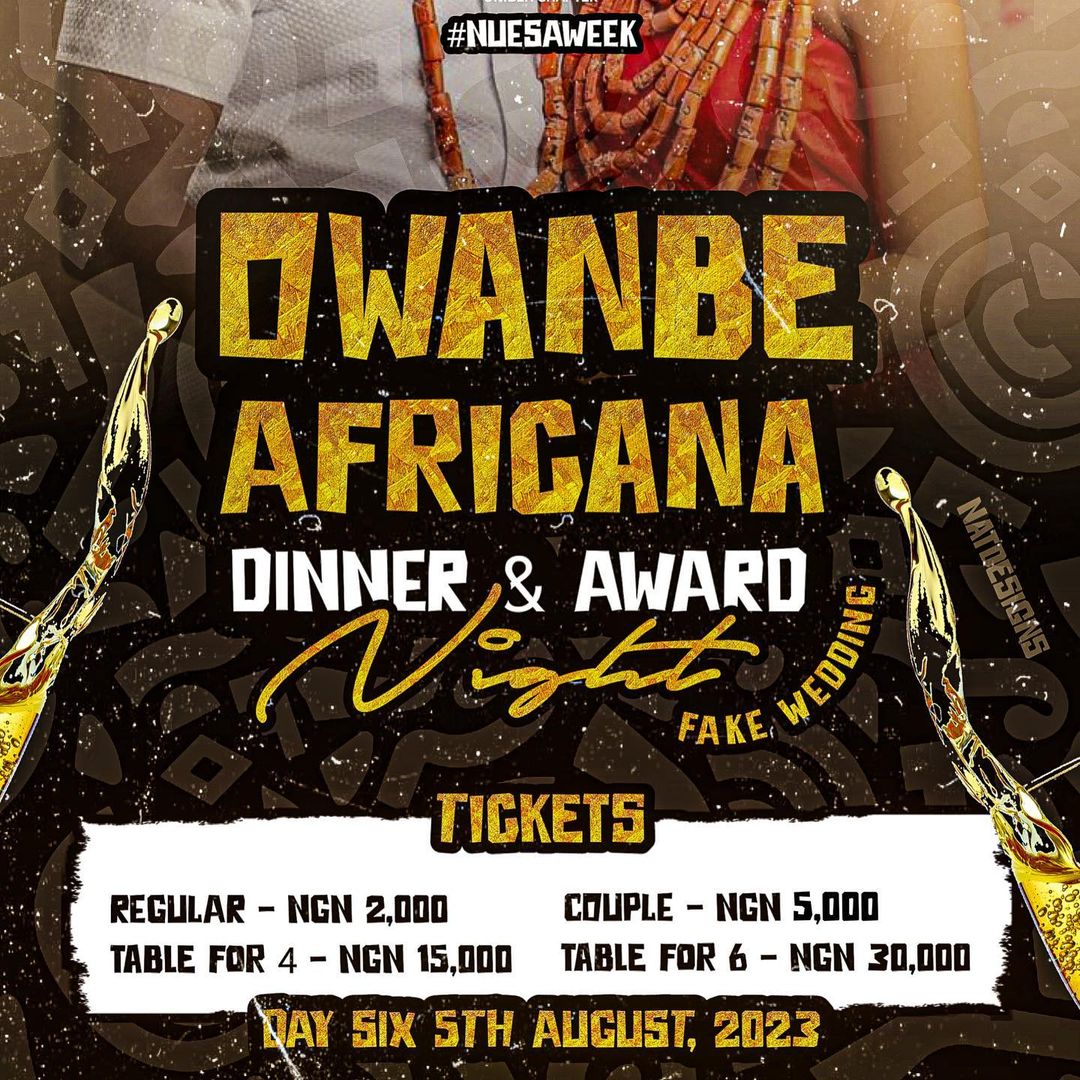 #NUESAWEEK
OWANBE
AFRICANA
DINNER & AWARD
Night
FAKE WEDDING
NATDESIGNS
TICKETS
REGULAR - NGN 2,000
COUPLE - NGN 5,000
TABLE FOR 4 - NGN 15,000
TABLE FOR 6 - NGN 30,000
DAY SIX 5TH AUGUST, 2023